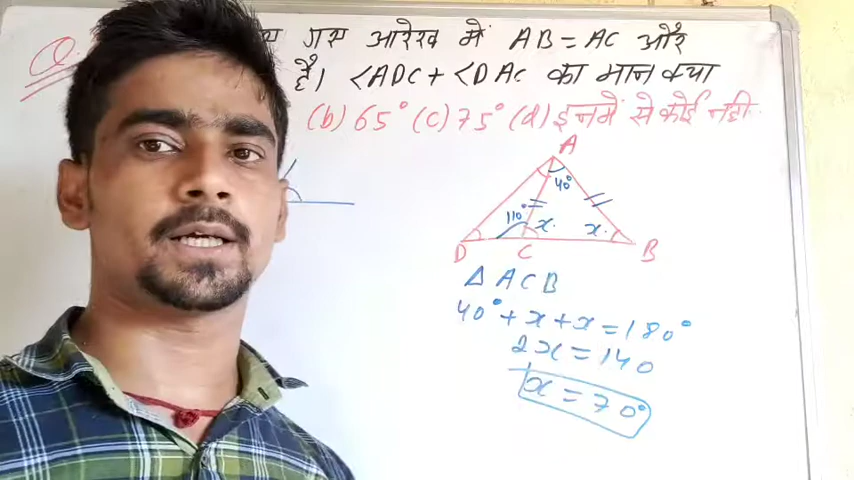 Q.
गए आरेख में AB = AC और
है। <ADC + <DAC का मान क्या
(b) 65° (c) 75° (d) इनमें से कोई नहीं
A
40°
110°
x.
x.
D
C
B
Δ ACB
40° + x + x = 180°
2x = 140
x = 70°